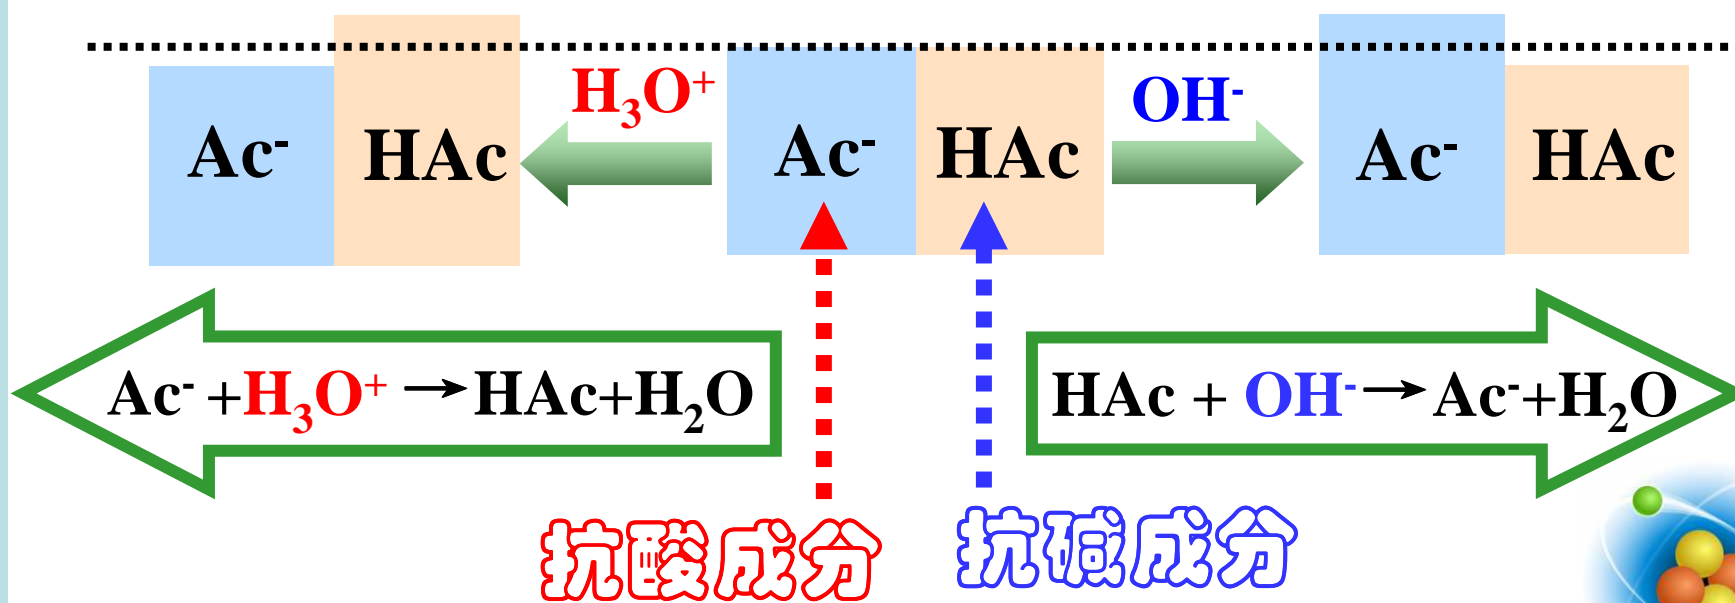 H₃O⁺ OH⁻
Ac⁻ HAc Ac⁻ HAc Ac⁻ HAc
Ac⁻+H₃O⁺→HAc+H₂O HAc + OH⁻→Ac⁻+H₂O
抗酸成分 抗碱成分